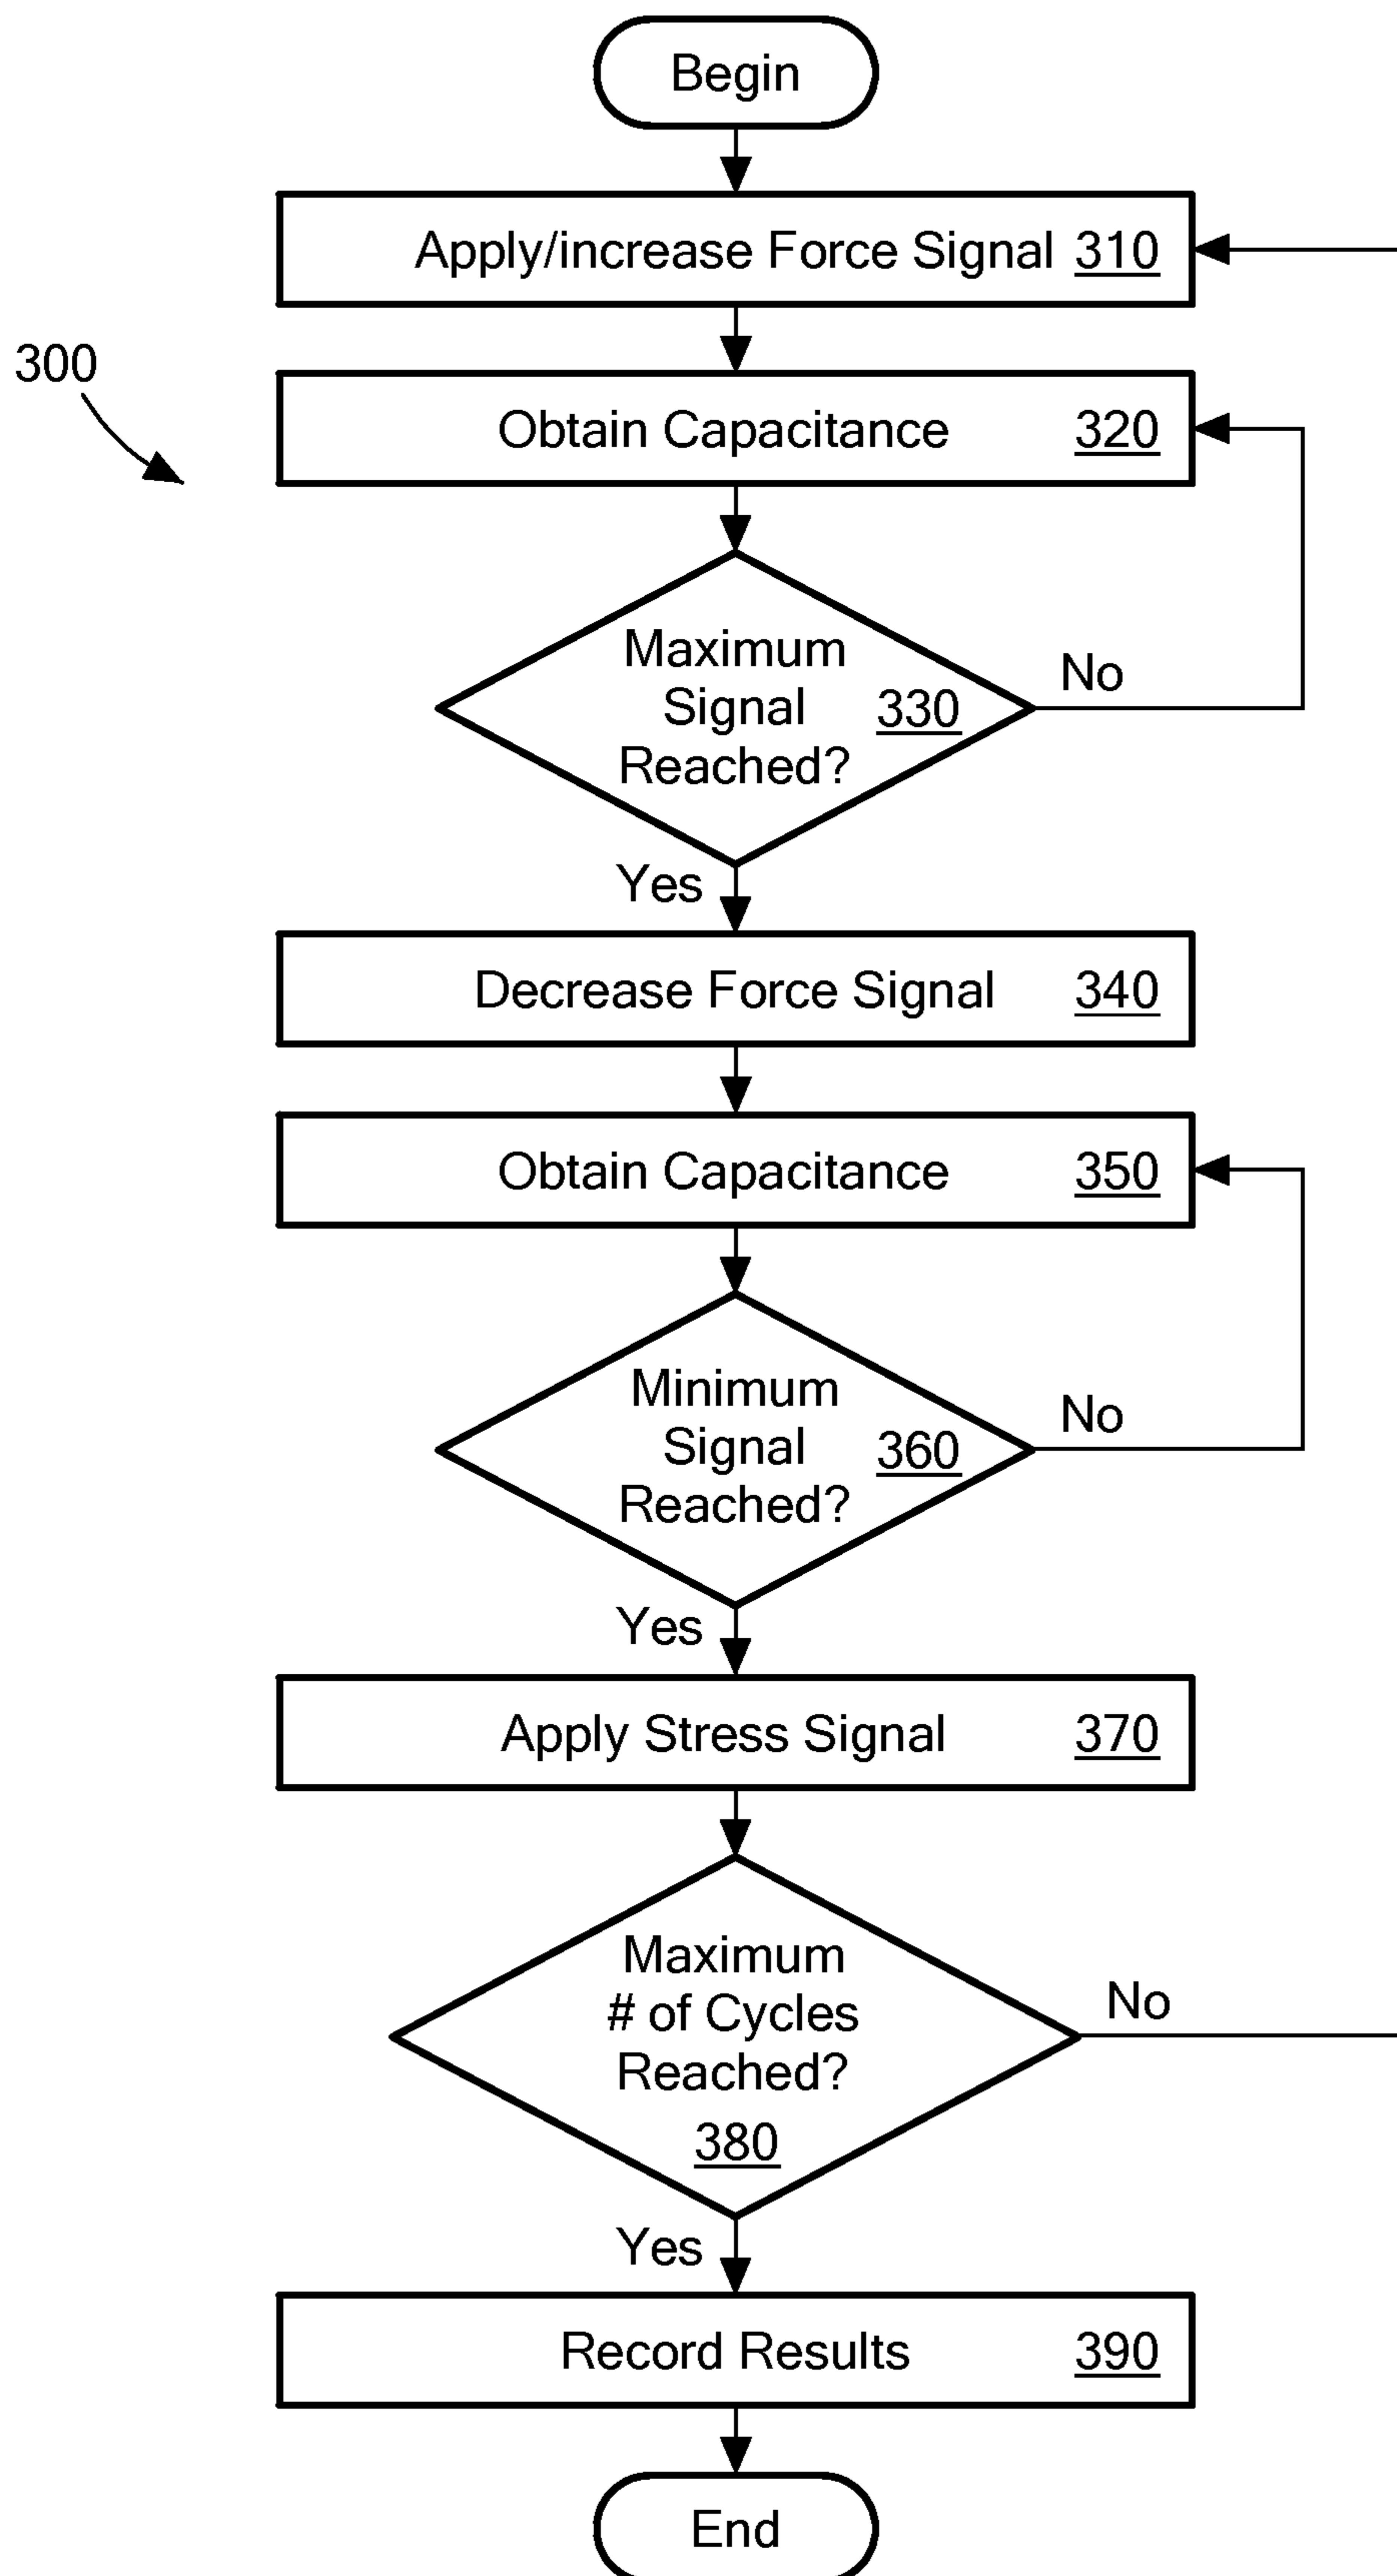 Begin
Apply/increase Force Signal 310
300
Obtain Capacitance 320
Maximum
Signal 330
Reached?
No
Yes
Decrease Force Signal 340
Obtain Capacitance 350
Minimum
Signal 360
Reached?
No
Yes
Apply Stress Signal 370
Maximum
# of Cycles
Reached?
380
No
Yes
Record Results 390
End